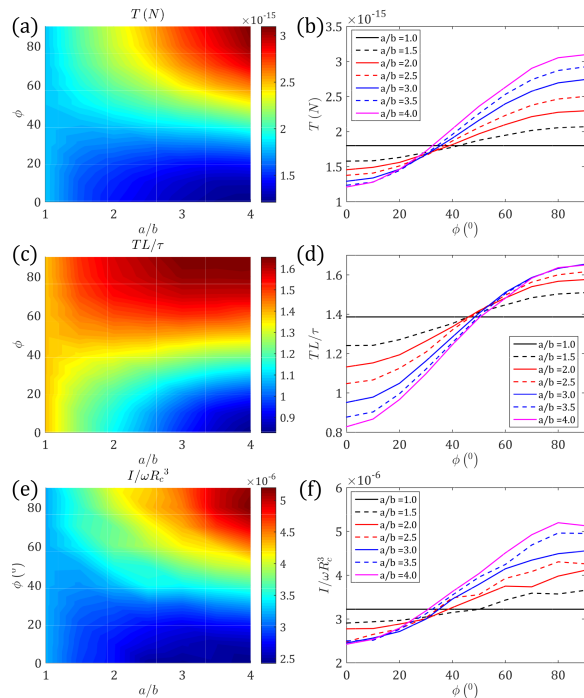 (a)
T (N)
×10⁻¹⁵
ϕ
80
60
40
20
0
1
2
3
4
a/b
3
2.5
2
1.5
(b)
×10⁻¹⁵
T (N)
3.5
3
2.5
2
1.5
1
a/b =1.0
a/b =1.5
a/b =2.0
a/b =2.5
a/b =3.0
a/b =3.5
a/b =4.0
0
20
40
60
80
ϕ (⁰)
(c)
TL/τ
ϕ
80
60
40
20
0
1
2
3
4
a/b
1.6
1.5
1.4
1.3
1.2
1.1
1
0.9
(d)
TL/τ
1.6
1.4
1.2
1
0.8
a/b =1.0
a/b =1.5
a/b =2.0
a/b =2.5
a/b =3.0
a/b =3.5
a/b =4.0
0
20
40
60
80
ϕ (⁰)
(e)
I/ωR_c³
×10⁻⁶
ϕ (⁰)
80
60
40
20
0
1
2
3
4
a/b
5
4.5
4
3.5
3
2.5
(f)
×10⁻⁶
I/ωR_c³
6
5
4
3
2
a/b =1.0
a/b =1.5
a/b =2.0
a/b =2.5
a/b =3.0
a/b =3.5
a/b =4.0
0
20
40
60
80
ϕ (⁰)